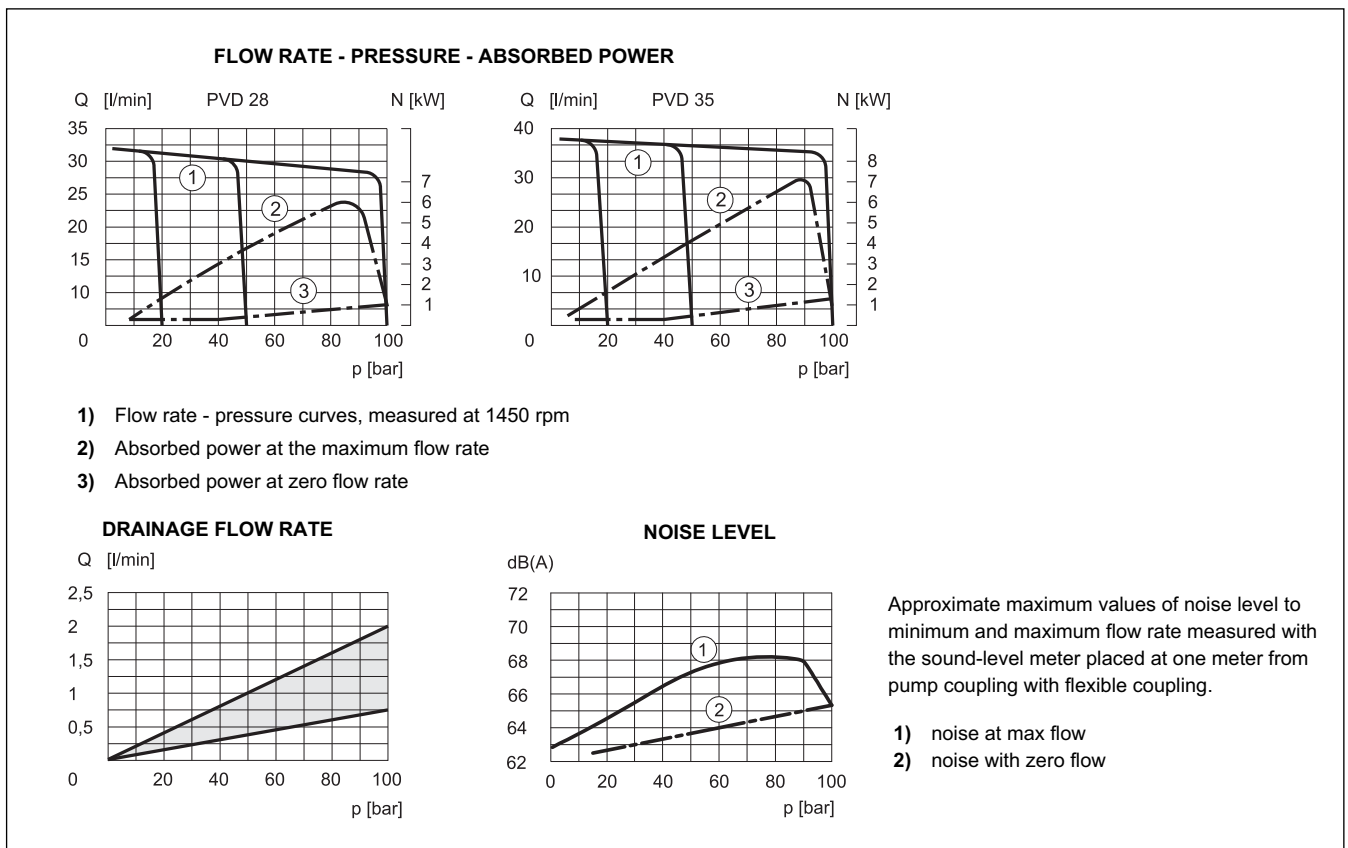 FLOW RATE - PRESSURE - ABSORBED POWER
Q [l/min] PVD 28 N [kW]
35
30
25
20
15
10
0
7
6
5
4
3
2
1
20 40 60 80 100
p [bar]
1
2
3
Q [l/min] PVD 35 N [kW]
40
30
20
10
0
8
7
6
5
4
3
2
1
20 40 60 80 100
p [bar]
1
2
3
1) Flow rate - pressure curves, measured at 1450 rpm
2) Absorbed power at the maximum flow rate
3) Absorbed power at zero flow rate
DRAINAGE FLOW RATE
Q [l/min]
2,5
2
1,5
1
0,5
0 20 40 60 80 100
p [bar]
NOISE LEVEL
dB(A)
72
70
68
66
64
62
0 20 40 60 80 100
p [bar]
1
2
Approximate maximum values of noise level to
minimum and maximum flow rate measured with
the sound-level meter placed at one meter from
pump coupling with flexible coupling.
1) noise at max flow
2) noise with zero flow